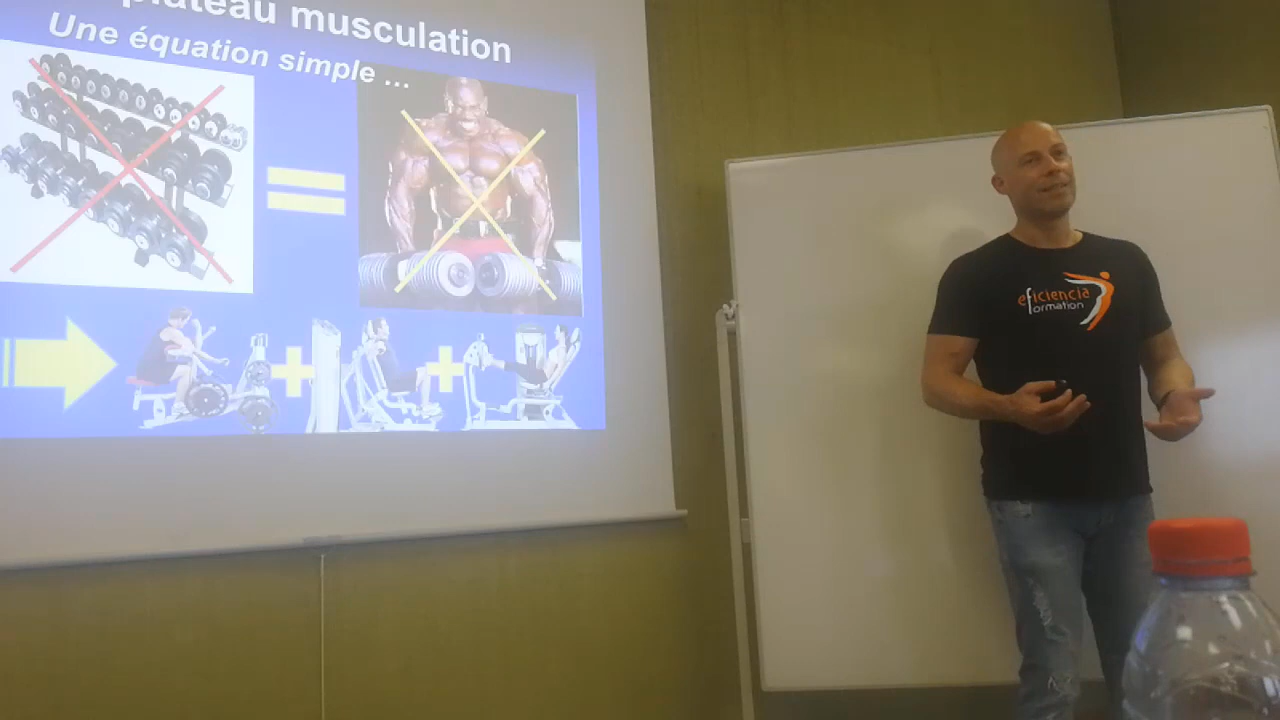 plateau musculation
Une équation simple ...
eficiencia
formation